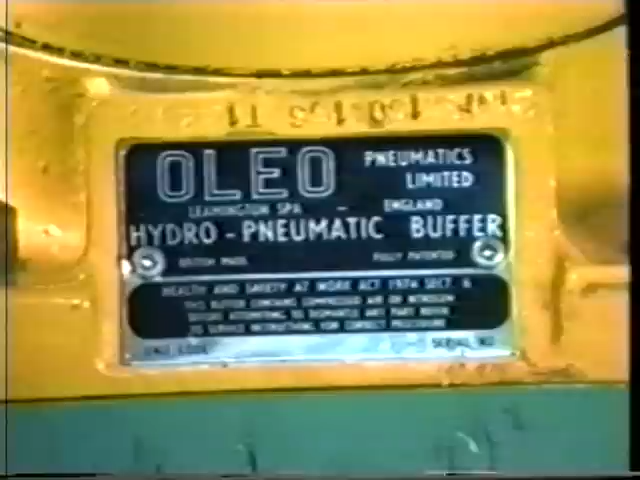 OLEO PNEUMATICS LIMITED
LEAMINGTON SPA – ENGLAND
HYDRO - PNEUMATIC BUFFER
BRITISH MADE FULLY PATENTED
HEALTH AND SAFETY AT WORK ACT 1974 SECT 6
THIS BUFFER CONTAINS COMPRESSED AIR OR NITROGEN
BEFORE ATTEMPTING TO DISMANTLE ANY PART REFER
TO SERVICE INSTRUCTIONS FOR CORRECT PROCEDURE
SERIAL NO